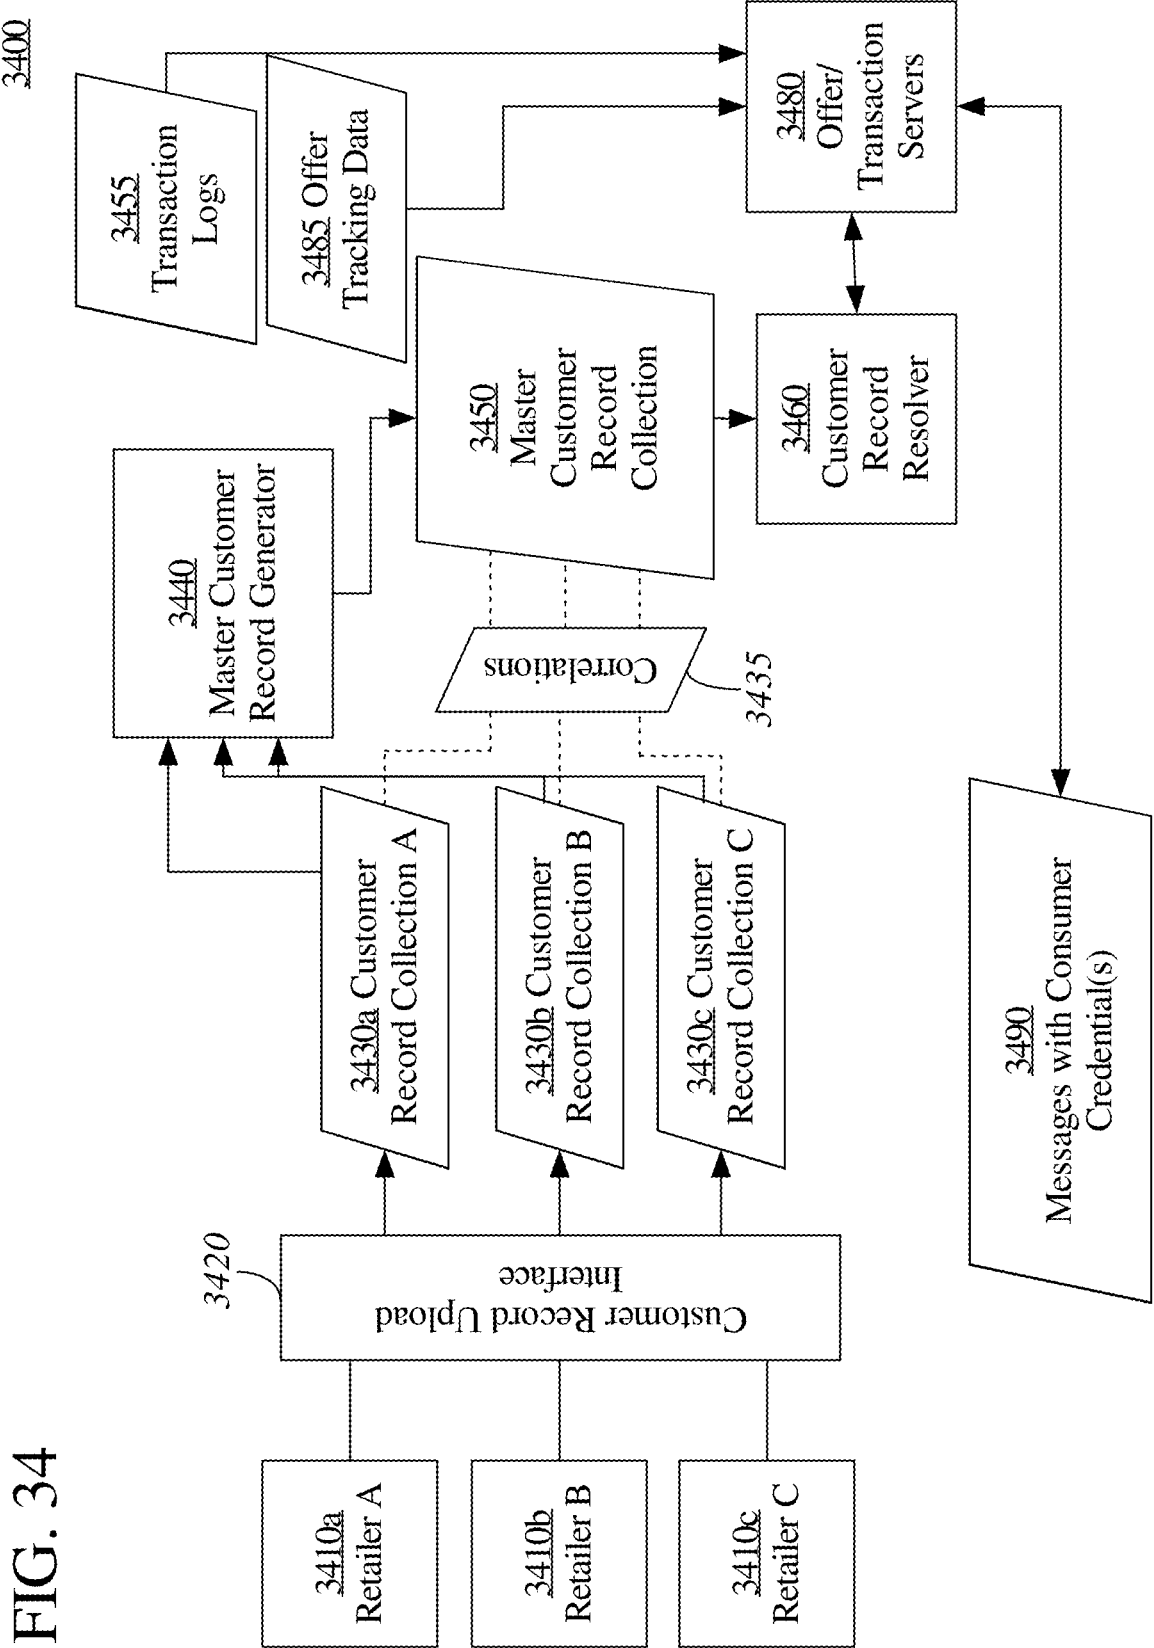 FIG. 34
3400
3410a
Retailer A
3410b
Retailer B
3410c
Retailer C
3420
Customer Record Upload
Interface
3430a Customer
Record Collection A
3430b Customer
Record Collection B
3430c Customer
Record Collection C
3440
Master Customer
Record Generator
Correlations
3435
3450
Master
Customer
Record
Collection
3455
Transaction
Logs
3485 Offer
Tracking Data
3460
Customer
Record
Resolver
3480
Offer/
Transaction
Servers
3490
Messages with Consumer
Credential(s)